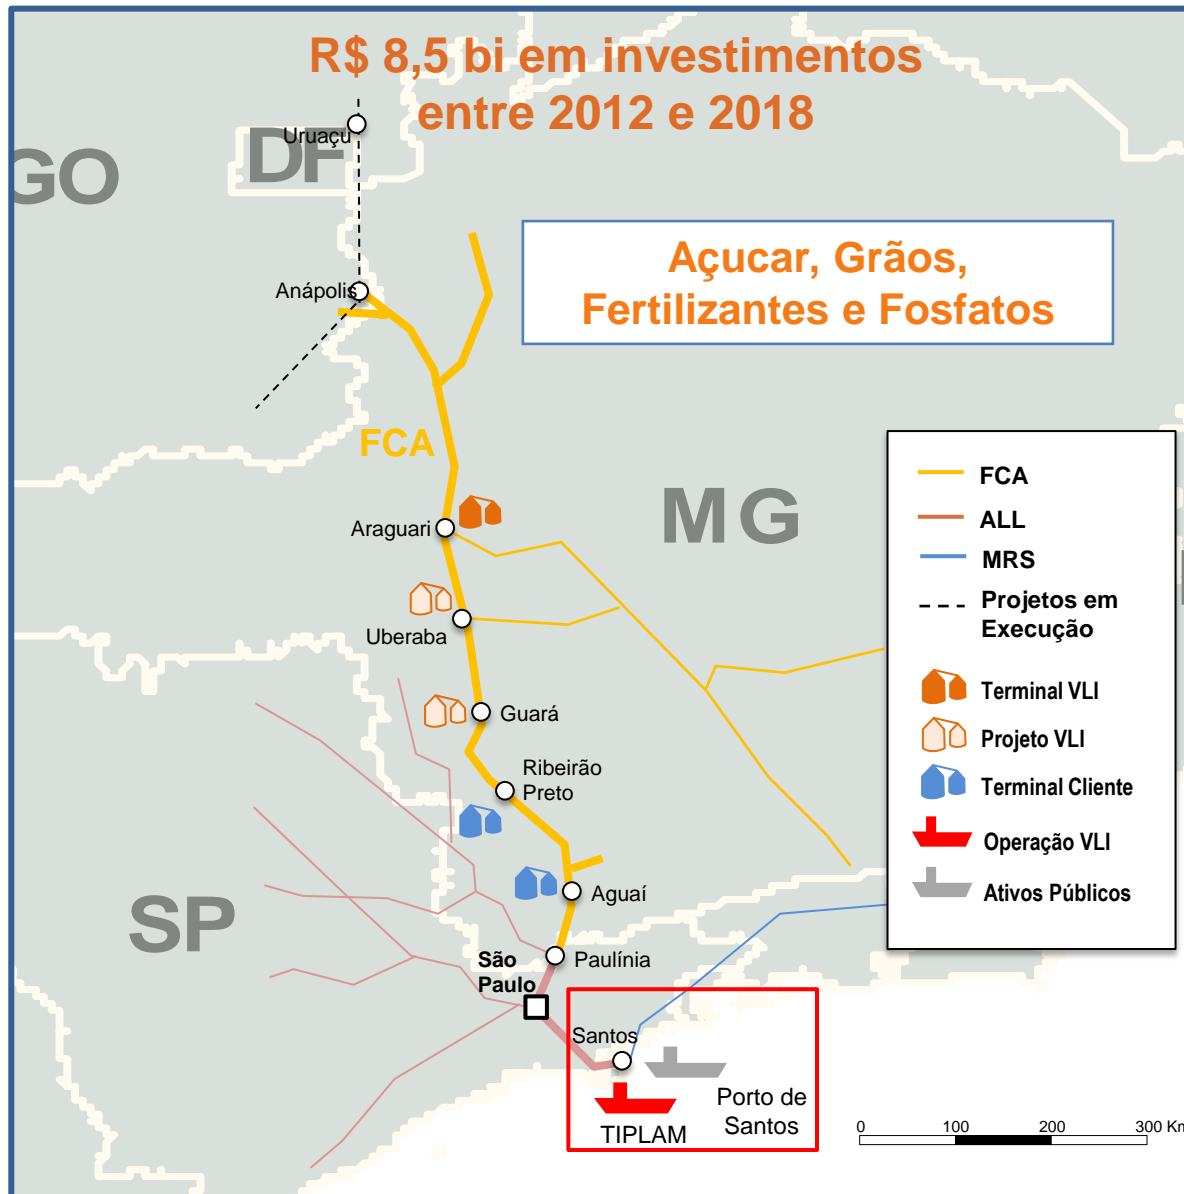 R$ 8,5 bi em investimentos
entre 2012 e 2018
Uruaçu
DF
GO
Açucar, Grãos,
Fertilizantes e Fosfatos
Anápolis
FCA
MG
Araguari
Uberaba
Guará
Ribeirão
Preto
Aguaí
SP
Paulínia
São
Paulo
Santos
Porto de
Santos
TIPLAM
FCA
ALL
MRS
Projetos em
Execução
Terminal VLI
Projeto VLI
Terminal Cliente
Operação VLI
Ativos Públicos
0 100 200 300 Km